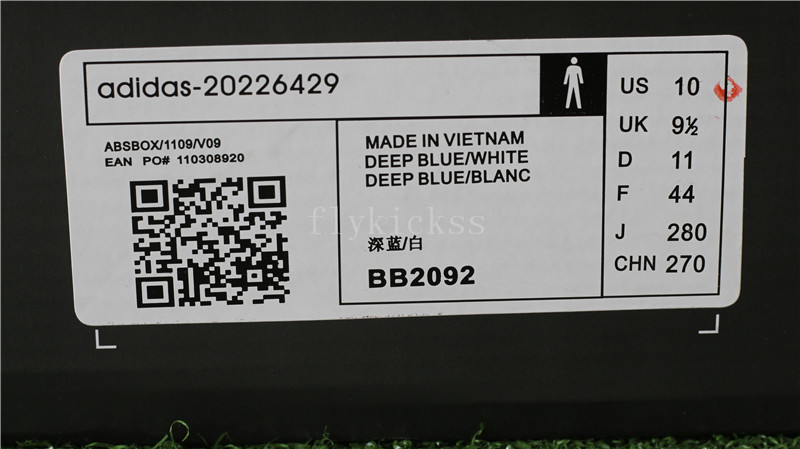 adidas-20226429
ABSBOX/1109/V09
EAN PO# 110308920
MADE IN VIETNAM
DEEP BLUE/WHITE
DEEP BLUE/BLANC
深蓝/白
BB2092
US 10
UK 9½
D 11
F 44
J 280
CHN 270
flykickss